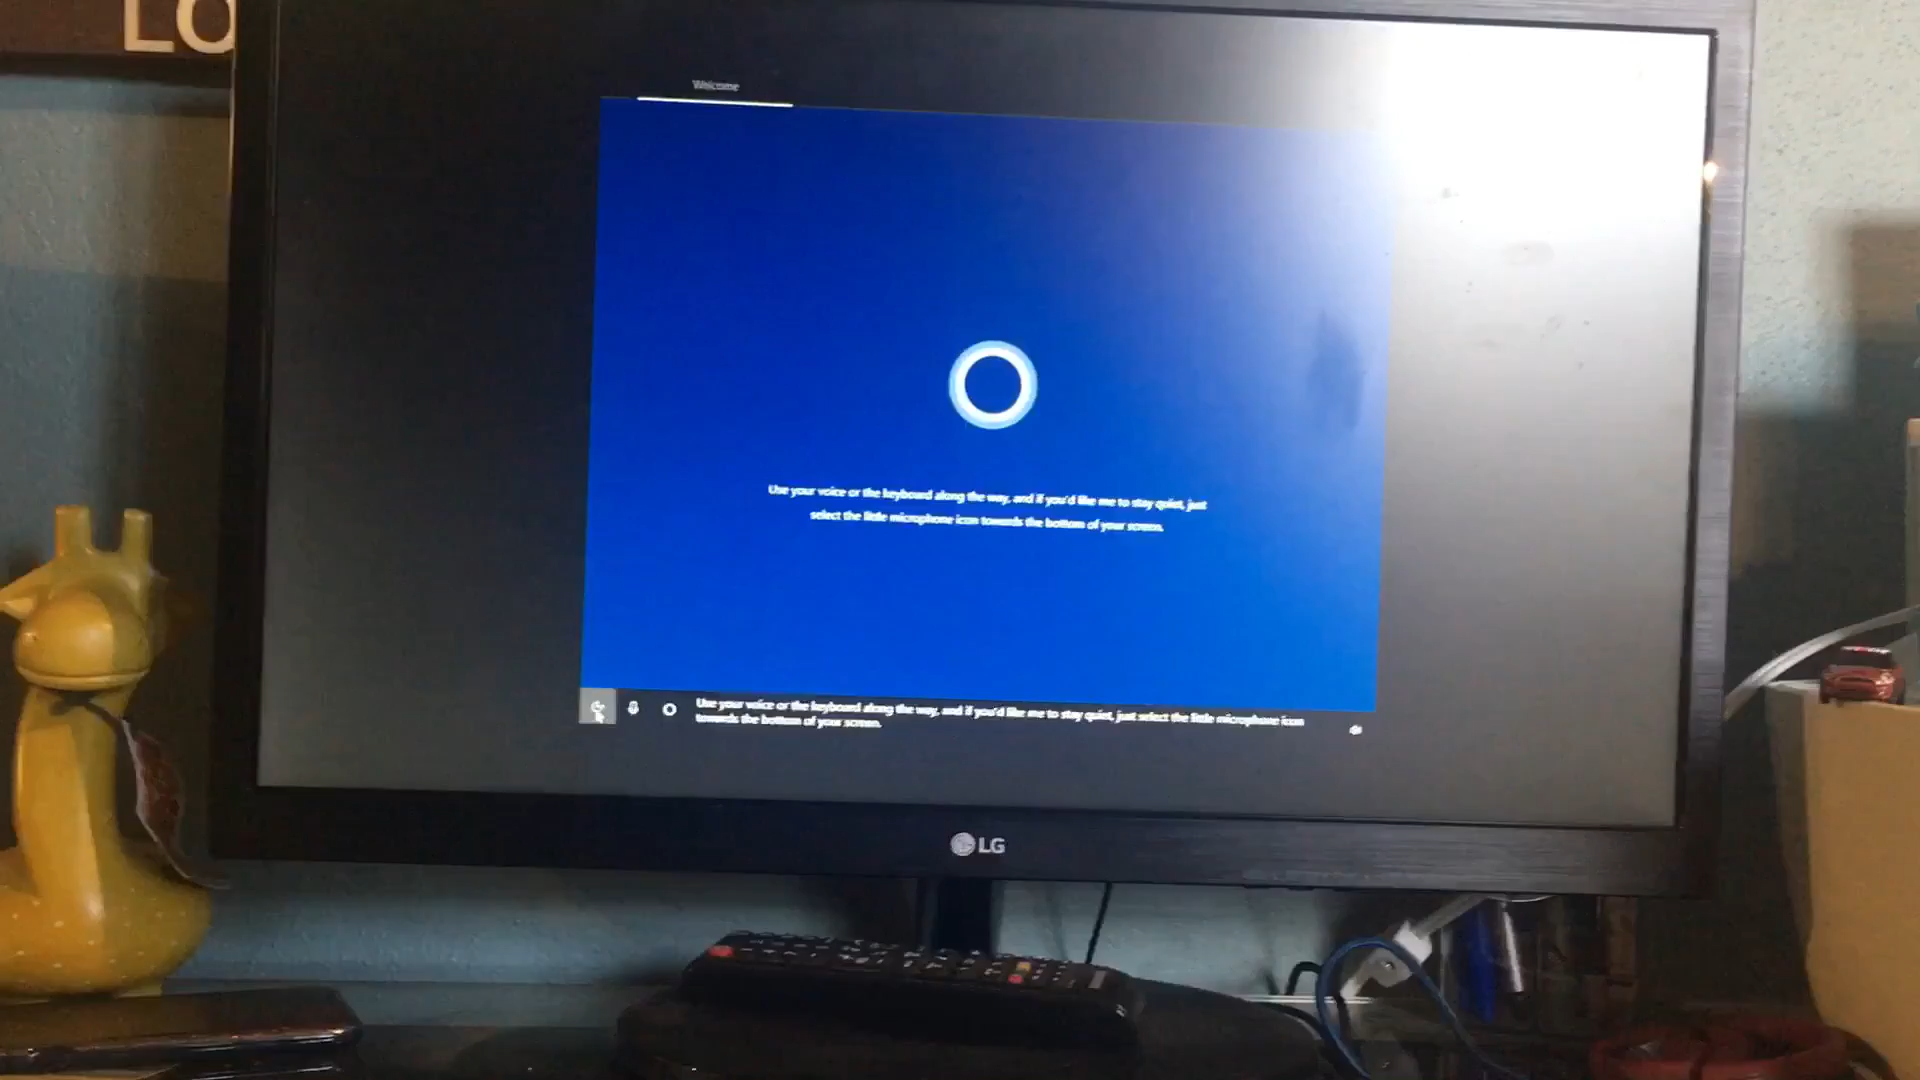 LO
Welcome
Use your voice or the keyboard along the way, and if you'd like me to stay quiet, just
select the little microphone icon towards the bottom of your screen.
Use your voice or the keyboard along the way, and if you'd like me to stay quiet, just select the little microphone icon
towards the bottom of your screen.
LG